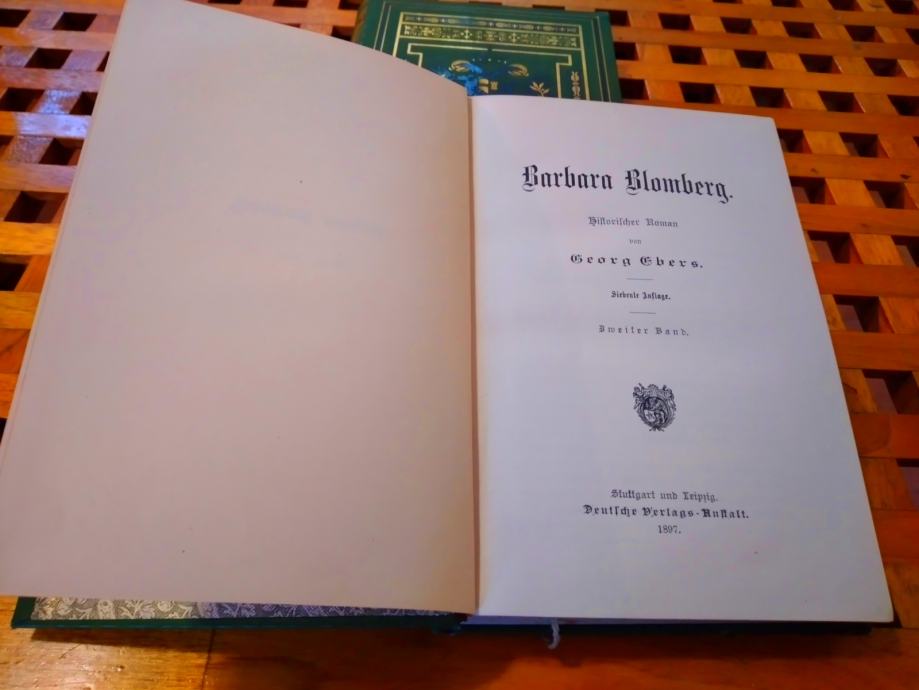 Barbara Blomberg.
Historischer Roman
von
Georg Ebers.
Siebente Auflage.
Zweiter Band.
Stuttgart und Leipzig.
Deutsche Verlags-Anstalt.
1897.